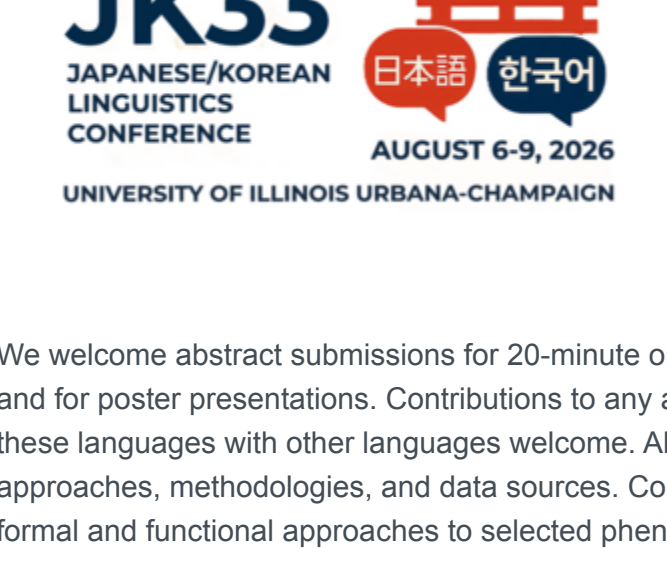 JK33
JAPANESE/KOREAN
LINGUISTICS
CONFERENCE
日本語 한국어
AUGUST 6-9, 2026
UNIVERSITY OF ILLINOIS URBANA-CHAMPAIGN
We welcome abstract submissions for 20-minute o
and for poster presentations. Contributions to any a
these languages with other languages welcome. Al
approaches, methodologies, and data sources. Co
formal and functional approaches to selected phen